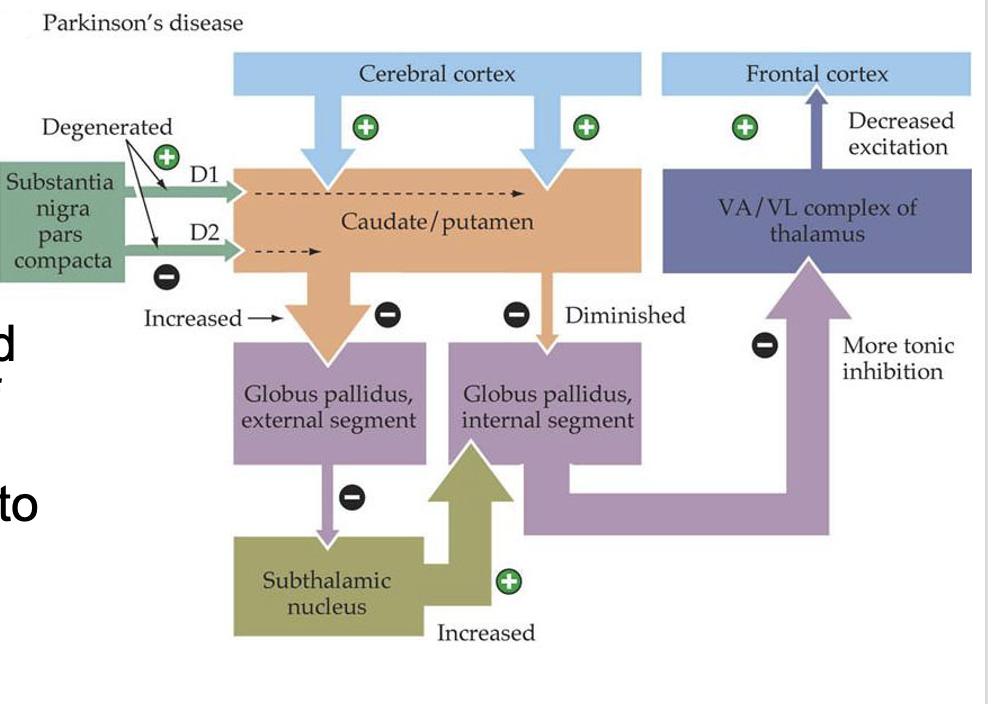 Parkinson's disease
Cerebral cortex
Frontal cortex
Degenerated
Decreased
excitation
D1
D2
Substantia
nigra
pars
compacta
Caudate/putamen
VA/VL complex of
thalamus
Increased
Diminished
More tonic
inhibition
Globus pallidus,
external segment
Globus pallidus,
internal segment
d
to
Subthalamic
nucleus
Increased